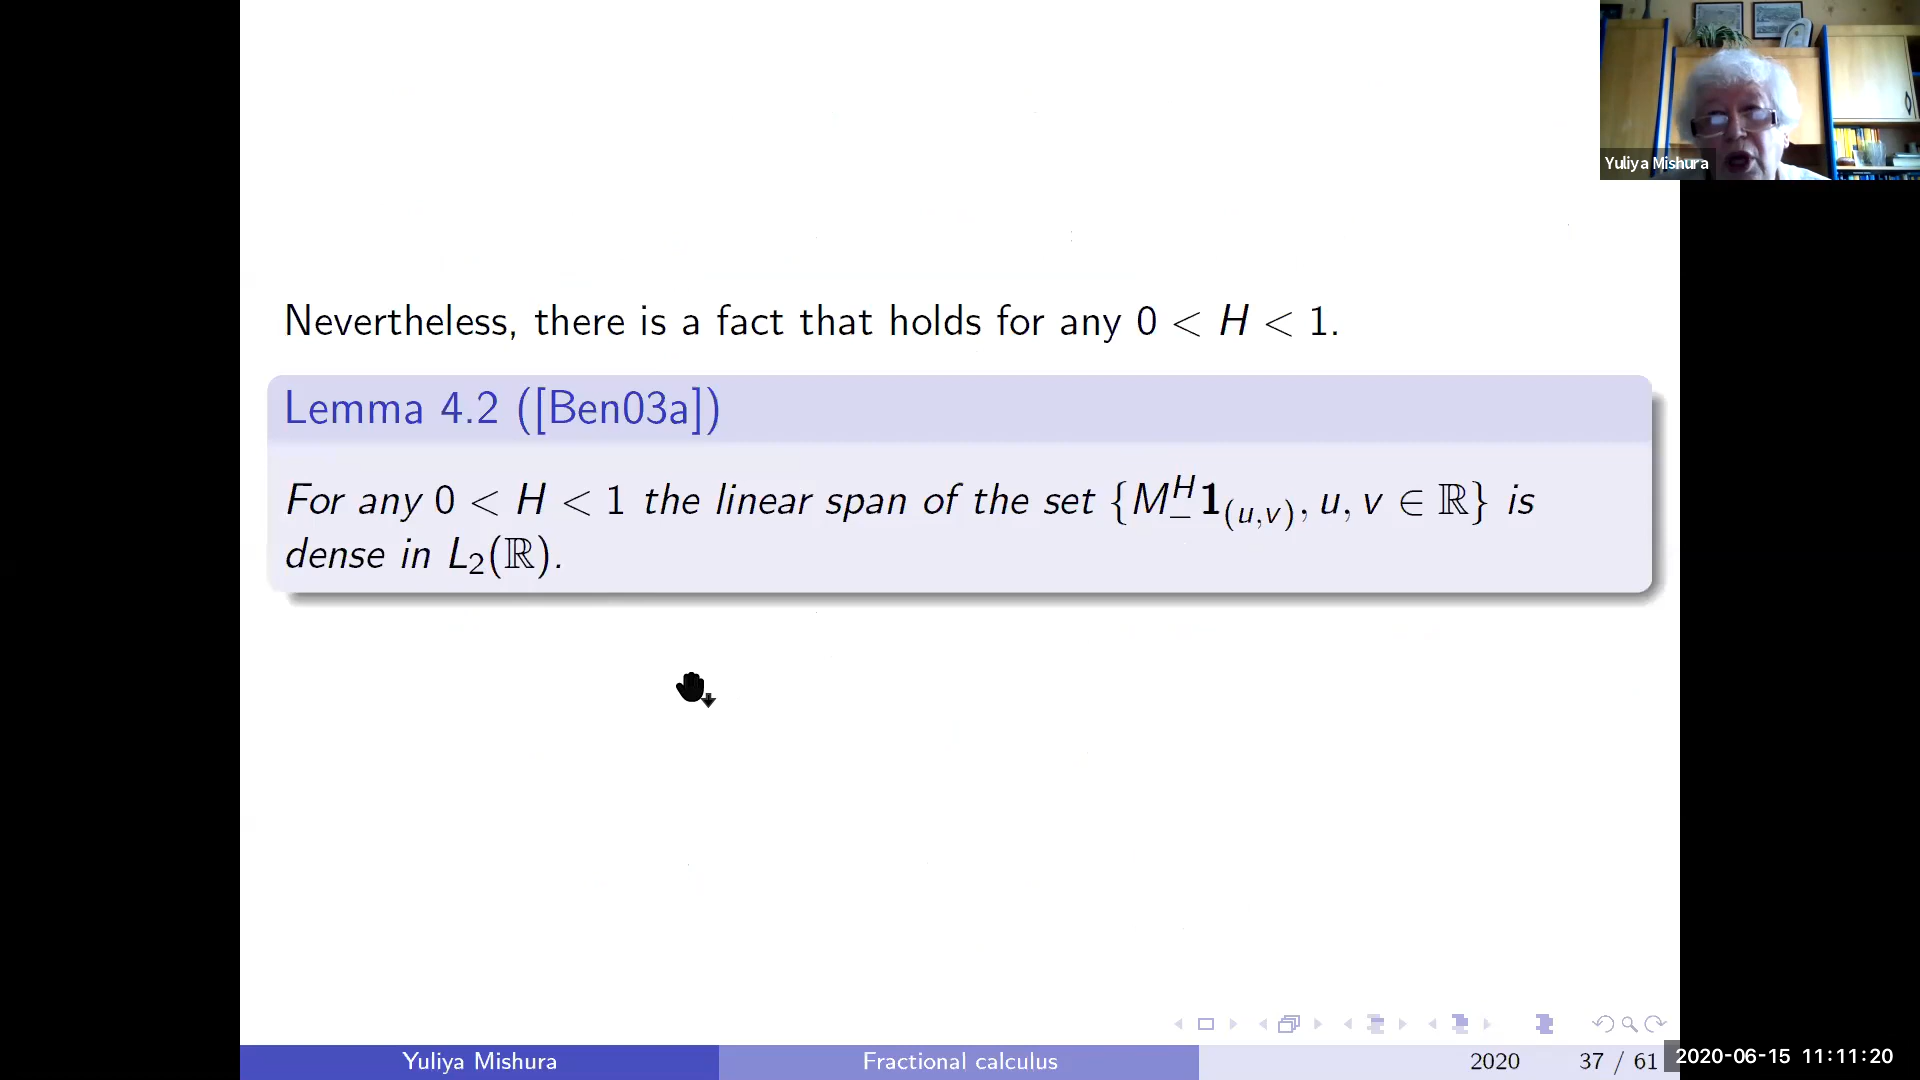 Yuliya Mishura
Nevertheless, there is a fact that holds for any 0 < H < 1.
Lemma 4.2 ([Ben03a])
For any 0 < H < 1 the linear span of the set {M_-^H 1_{(u,v)}, u, v ∈ ℝ} is
dense in L_2(ℝ).
Yuliya Mishura
Fractional calculus
2020
37 / 61
2020-06-15 11:11:20